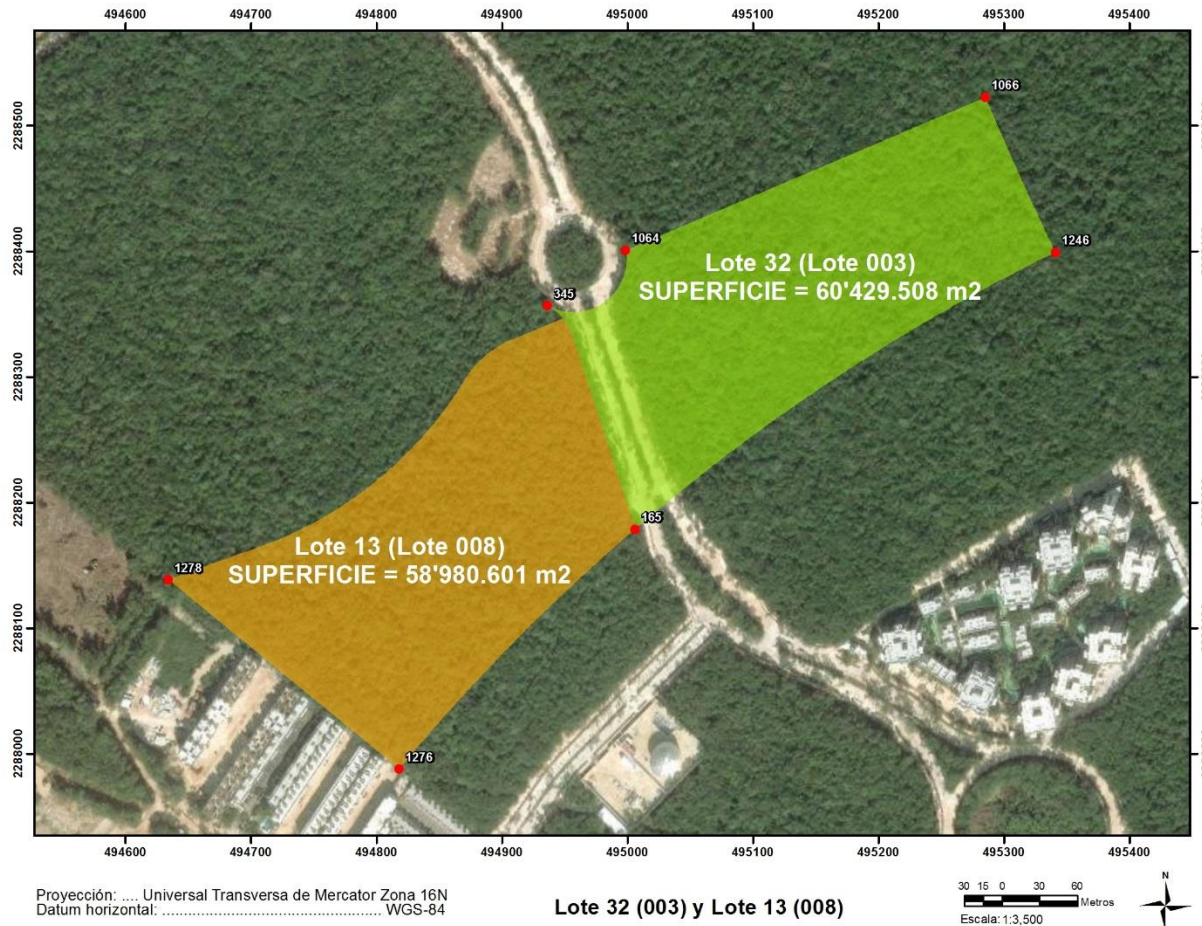 494600 494700 494800 494900 495000 495100 495200 495300 495400
2288500
2288400
2288300
2288200
2288100
2288000
1066
1064
1246
Lote 32 (Lote 003)
SUPERFICIE = 60'429.508 m2
345
165
Lote 13 (Lote 008)
SUPERFICIE = 58'980.601 m2
1278
1276
494600 494700 494800 494900 495000 495100 495200 495300 495400
Proyección: .... Universal Transversa de Mercator Zona 16N
Datum horizontal: ................................................ WGS-84
Lote 32 (003) y Lote 13 (008)
30 15 0 30 60
Metros
Escala: 1:3,500
N